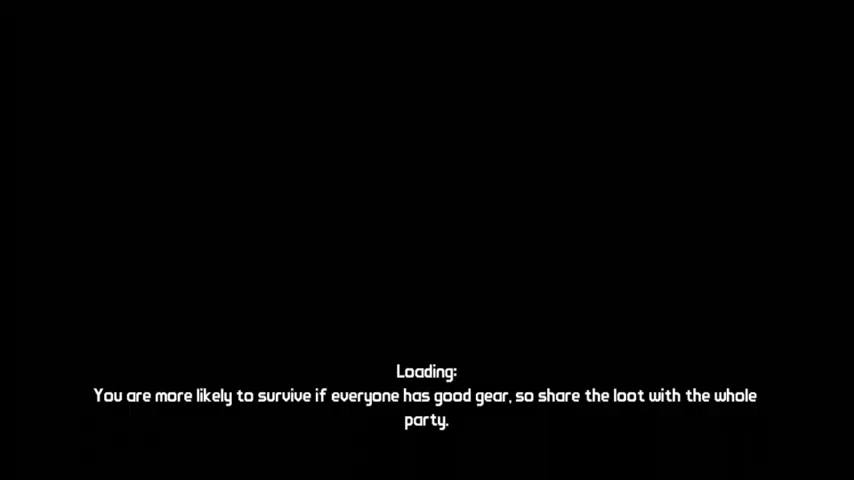 Loading:
You are more likely to survive if everyone has good gear, so share the loot with the whole
party.